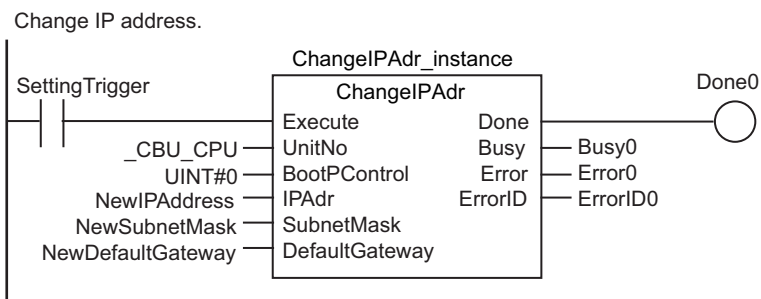 Change IP address.
ChangeIPAdr_instance
SettingTrigger
ChangeIPAdr
Done0
Execute Done
_CBU_CPU UnitNo Busy Busy0
UINT#0 BootPControl Error Error0
NewIPAddress IPAdr ErrorID ErrorID0
NewSubnetMask SubnetMask
NewDefaultGateway DefaultGateway